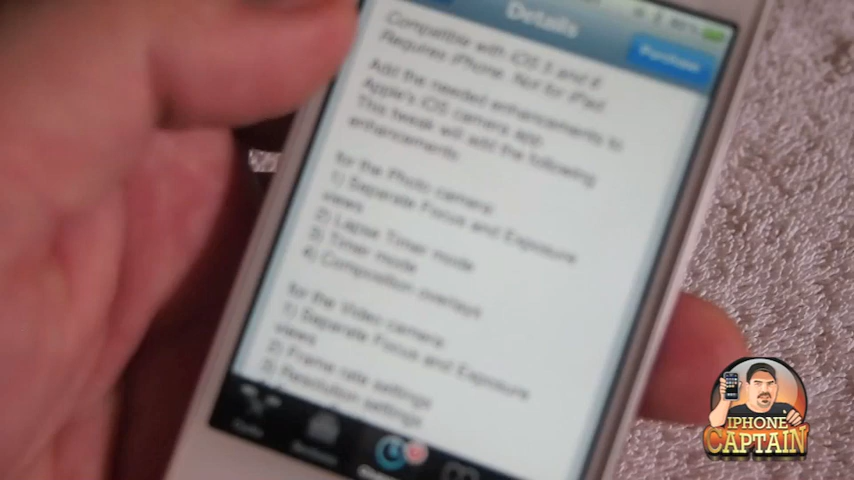 Details
Purchase
Compatible with iOS 5 and 6
Requires iPhone. Not for iPad
Add the needed enhancements to
Apple's iOS camera app.
This tweak will add the following
enhancements:
for the Photo camera:
1) Separate Focus and Exposure
views
2) Lapse Timer mode
3) Timer mode
4) Composition overlays
for the Video camera:
1) Separate Focus and Exposure
views
2) Frame rate settings
3) Resolution settings
IPHONE
CAPTAIN